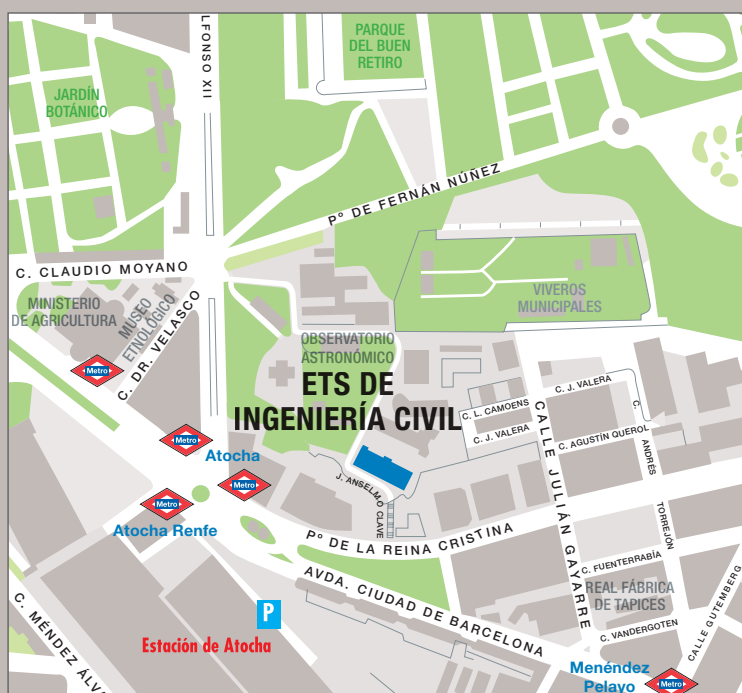 LFONSO XII
PARQUE
DEL BUEN
RETIRO
JARDÍN
BOTÁNICO
Pº DE FERNÁN NÚÑEZ
C. CLAUDIO MOYANO
MINISTERIO
DE AGRICULTURA
MUSEO
ETNOLÓGICO
C. DR. VELASCO
VIVEROS
MUNICIPALES
OBSERVATORIO
ASTRONÓMICO
ETS DE
INGENIERÍA CIVIL
Metro
C. J. VALERA
C. L. CAMOENS
C. J. VALERA
C. AGUSTÍN QUEROL
C. ANDRÉS TORREJÓN
CALLE JULIÁN GAYARRE
Metro
Atocha
Metro
J. ANSELMO CLAVE
Metro
Atocha Renfe
Pº DE LA REINA CRISTINA
C. FUENTERRABÍA
AVDA. CIUDAD DE BARCELONA
REAL FÁBRICA
DE TAPICES
CALLE GUTEMBERG
C. MÉNDEZ ÁLVA
P
Estación de Atocha
C. VANDERGOTEN
Menéndez
Pelayo
Metro